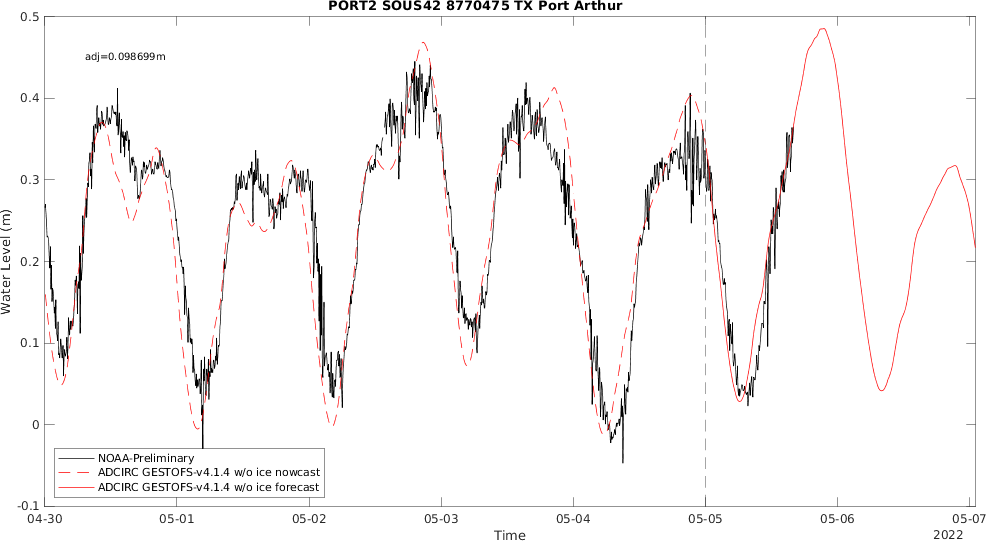 PORT2 SOUS42 8770475 TX Port Arthur
adj=0.098699m
0.5
0.4
0.3
0.2
0.1
0
-0.1
Water Level (m)
NOAA-Preliminary
ADCIRC GESTOFS-v4.1.4 w/o ice nowcast
ADCIRC GESTOFS-v4.1.4 w/o ice forecast
04-30 05-01 05-02 05-03 05-04 05-05 05-06 05-07
Time
2022